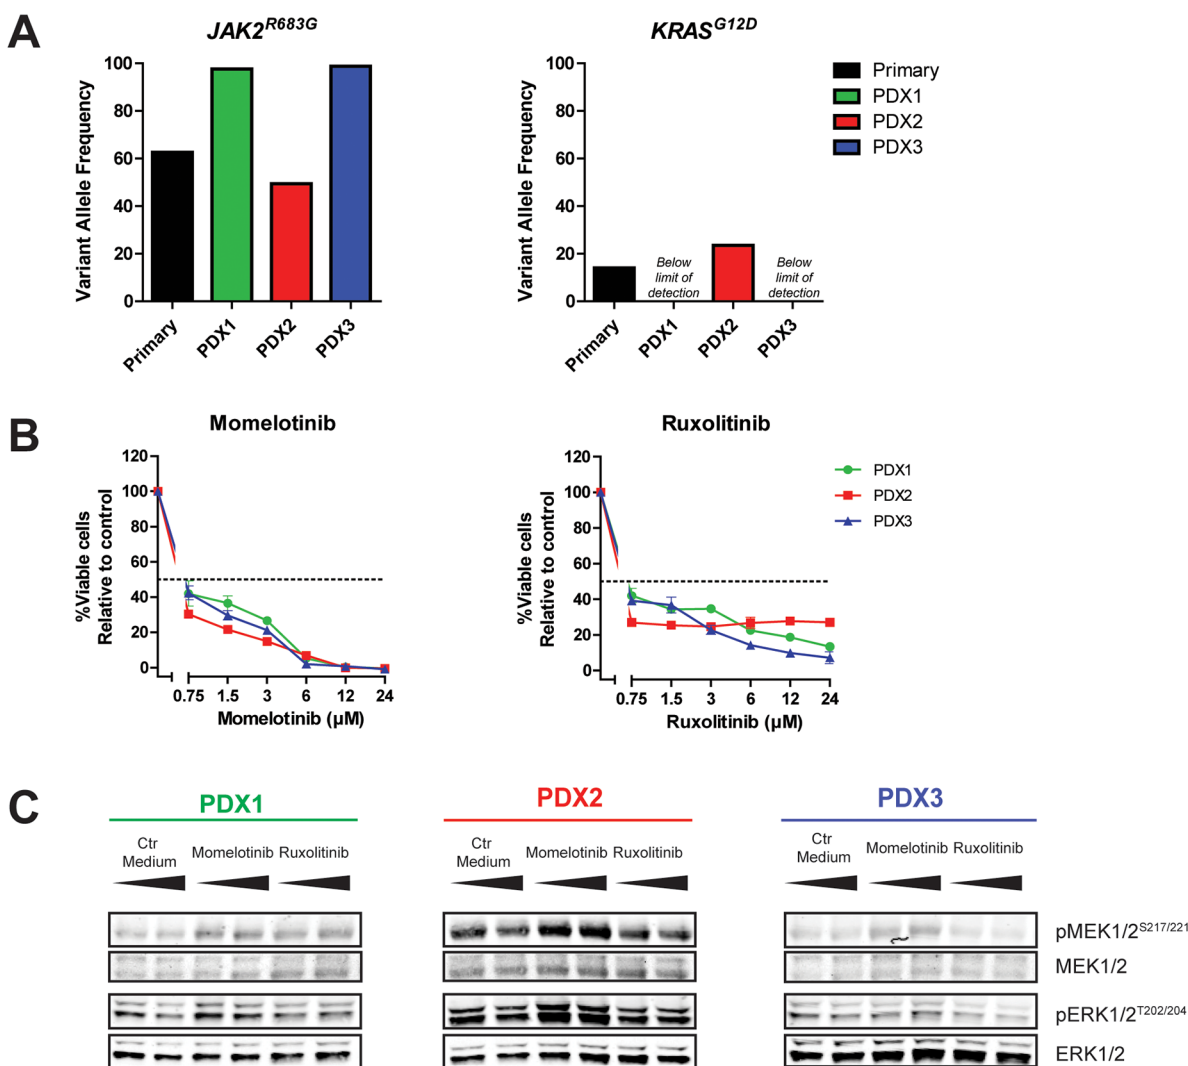 A
JAK2R683G
KRASG12D
Variant Allele Frequency
100
80
60
40
20
0
Primary
PDX1
PDX2
PDX3
Variant Allele Frequency
100
80
60
40
20
0
Below
limit of
detection
Below
limit of
detection
Primary
PDX1
PDX2
PDX3
Primary
PDX1
PDX2
PDX3
B
Momelotinib
%Viable cells
Relative to control
120
100
80
60
40
20
0
0.75 1.5 3 6 12 24
Momelotinib (µM)
Ruxolitinib
%Viable cells
Relative to control
120
100
80
60
40
20
0
0.75 1.5 3 6 12 24
Ruxolitinib (µM)
PDX1
PDX2
PDX3
C
PDX1
Ctr
Medium
Momelotinib Ruxolitinib
PDX2
Ctr
Medium
Momelotinib Ruxolitinib
PDX3
Ctr
Medium
Momelotinib Ruxolitinib
pMEK1/2S217/221
MEK1/2
pERK1/2T202/204
ERK1/2